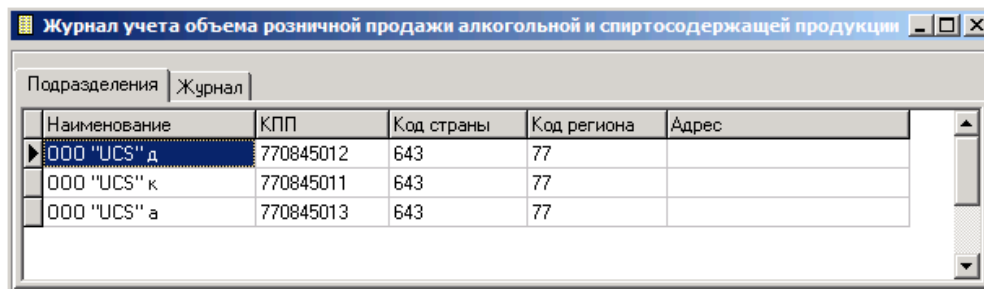 Журнал учета объема розничной продажи алкогольной и спиртосодержащей продукции
Подразделения Журнал
Наименование КПП Код страны Код региона Адрес
ООО "UCS" д 770845012 643 77
ООО "UCS" к 770845011 643 77
ООО "UCS" а 770845013 643 77